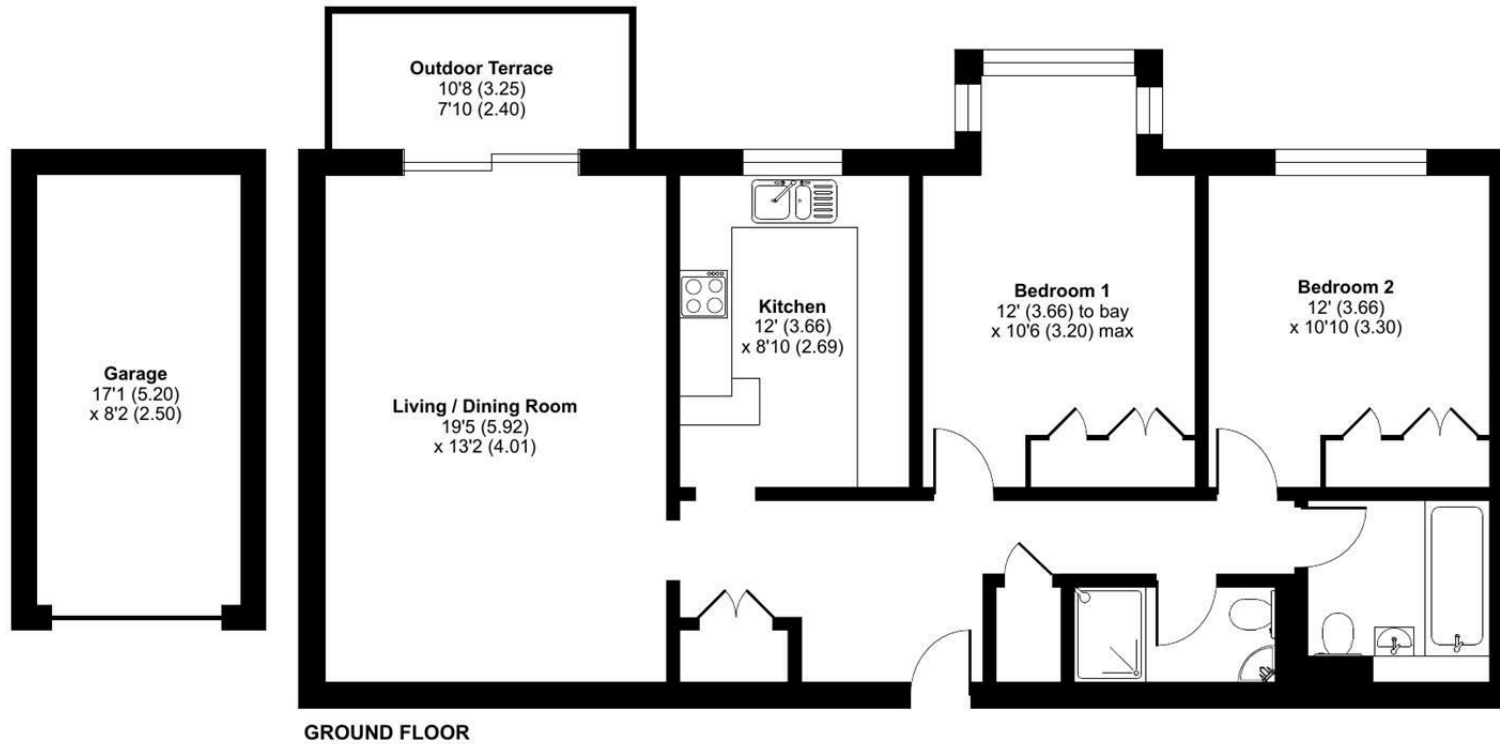 Outdoor Terrace
10'8 (3.25)
7'10 (2.40)
Garage
17'1 (5.20)
x 8'2 (2.50)
Living / Dining Room
19'5 (5.92)
x 13'2 (4.01)
Kitchen
12' (3.66)
x 8'10 (2.69)
Bedroom 1
12' (3.66) to bay
x 10'6 (3.20) max
Bedroom 2
12' (3.66)
x 10'10 (3.30)
GROUND FLOOR